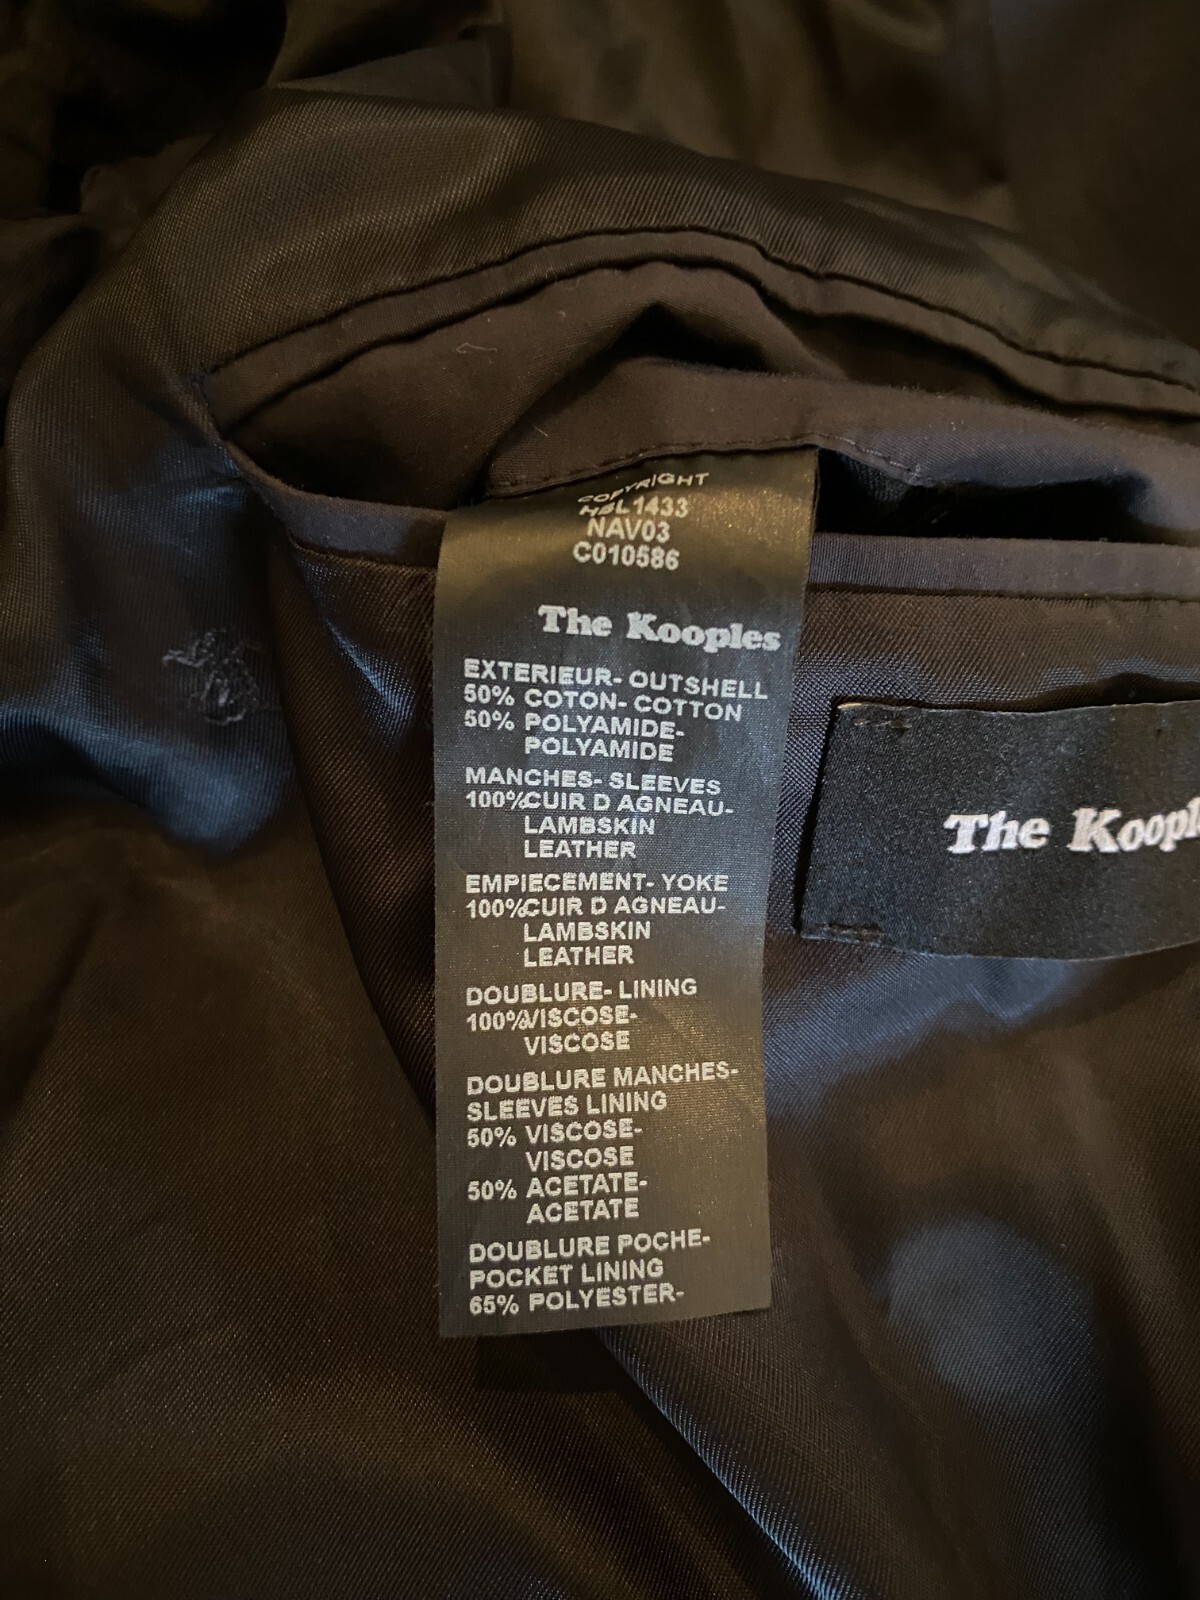 COPYRIGHT
H&L1433
NAV03
C010586
The Kooples
EXTERIEUR- OUTSHELL
50% COTON- COTTON
50% POLYAMIDE-
POLYAMIDE
MANCHES- SLEEVES
100%CUIR D AGNEAU-
LAMBSKIN
LEATHER
EMPIECEMENT- YOKE
100%CUIR D AGNEAU-
LAMBSKIN
LEATHER
DOUBLURE- LINING
100%VISCOSE-
VISCOSE
DOUBLURE MANCHES-
SLEEVES LINING
50% VISCOSE-
VISCOSE
50% ACETATE-
ACETATE
DOUBLURE POCHE-
POCKET LINING
65% POLYESTER-
The Koopl